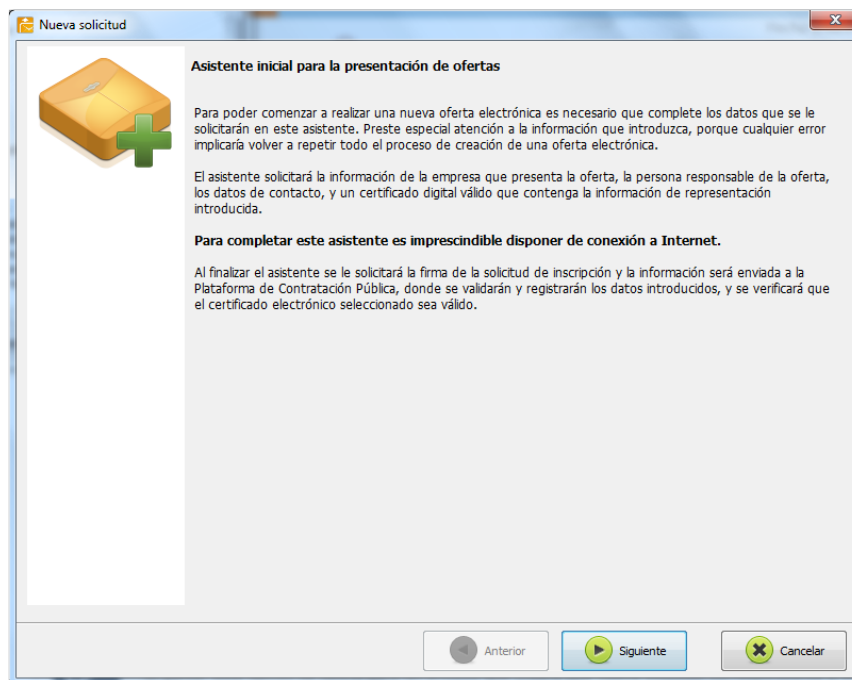 Nueva solicitud
Asistente inicial para la presentación de ofertas
Para poder comenzar a realizar una nueva oferta electrónica es necesario que complete los datos que se le
solicitarán en este asistente. Preste especial atención a la información que introduzca, porque cualquier error
implicaría volver a repetir todo el proceso de creación de una oferta electrónica.
El asistente solicitará la información de la empresa que presenta la oferta, la persona responsable de la oferta,
los datos de contacto, y un certificado digital válido que contenga la información de representación
introducida.
Para completar este asistente es imprescindible disponer de conexión a Internet.
Al finalizar el asistente se le solicitará la firma de la solicitud de inscripción y la información será enviada a la
Plataforma de Contratación Pública, donde se validarán y registrarán los datos introducidos, y se verificará que
el certificado electrónico seleccionado sea válido.
Anterior
Siguiente
Cancelar